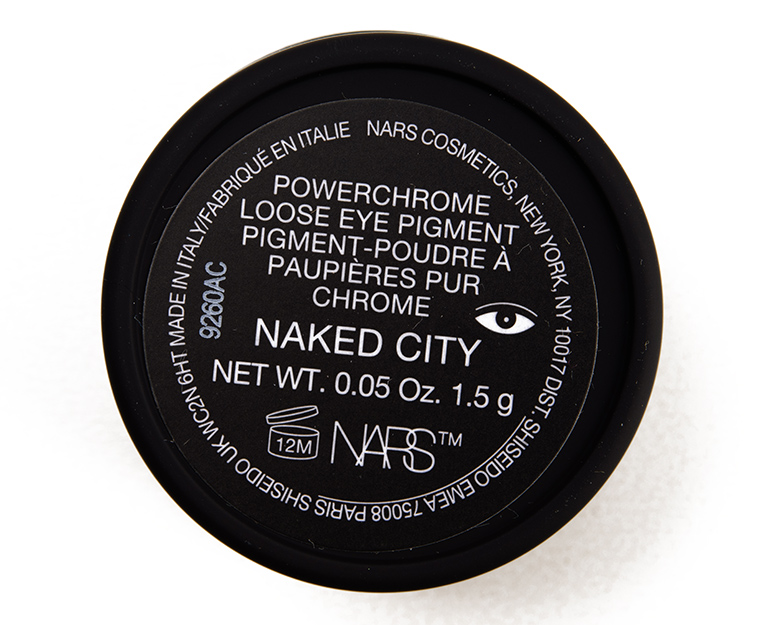 POWERCHROME
LOOSE EYE PIGMENT
PIGMENT-POUDRE À
PAUPIÈRES PUR
CHROME
NAKED CITY
NET WT. 0.05 Oz. 1.5 g
12M NARS™
9260AC
NARS COSMETICS, NEW YORK, NY 10017 DIST. SHISEIDO EMEA 75008 PARIS SHISEIDO UK WC2N 6HT MADE IN ITALY/FABRIQUÉ EN ITALIE